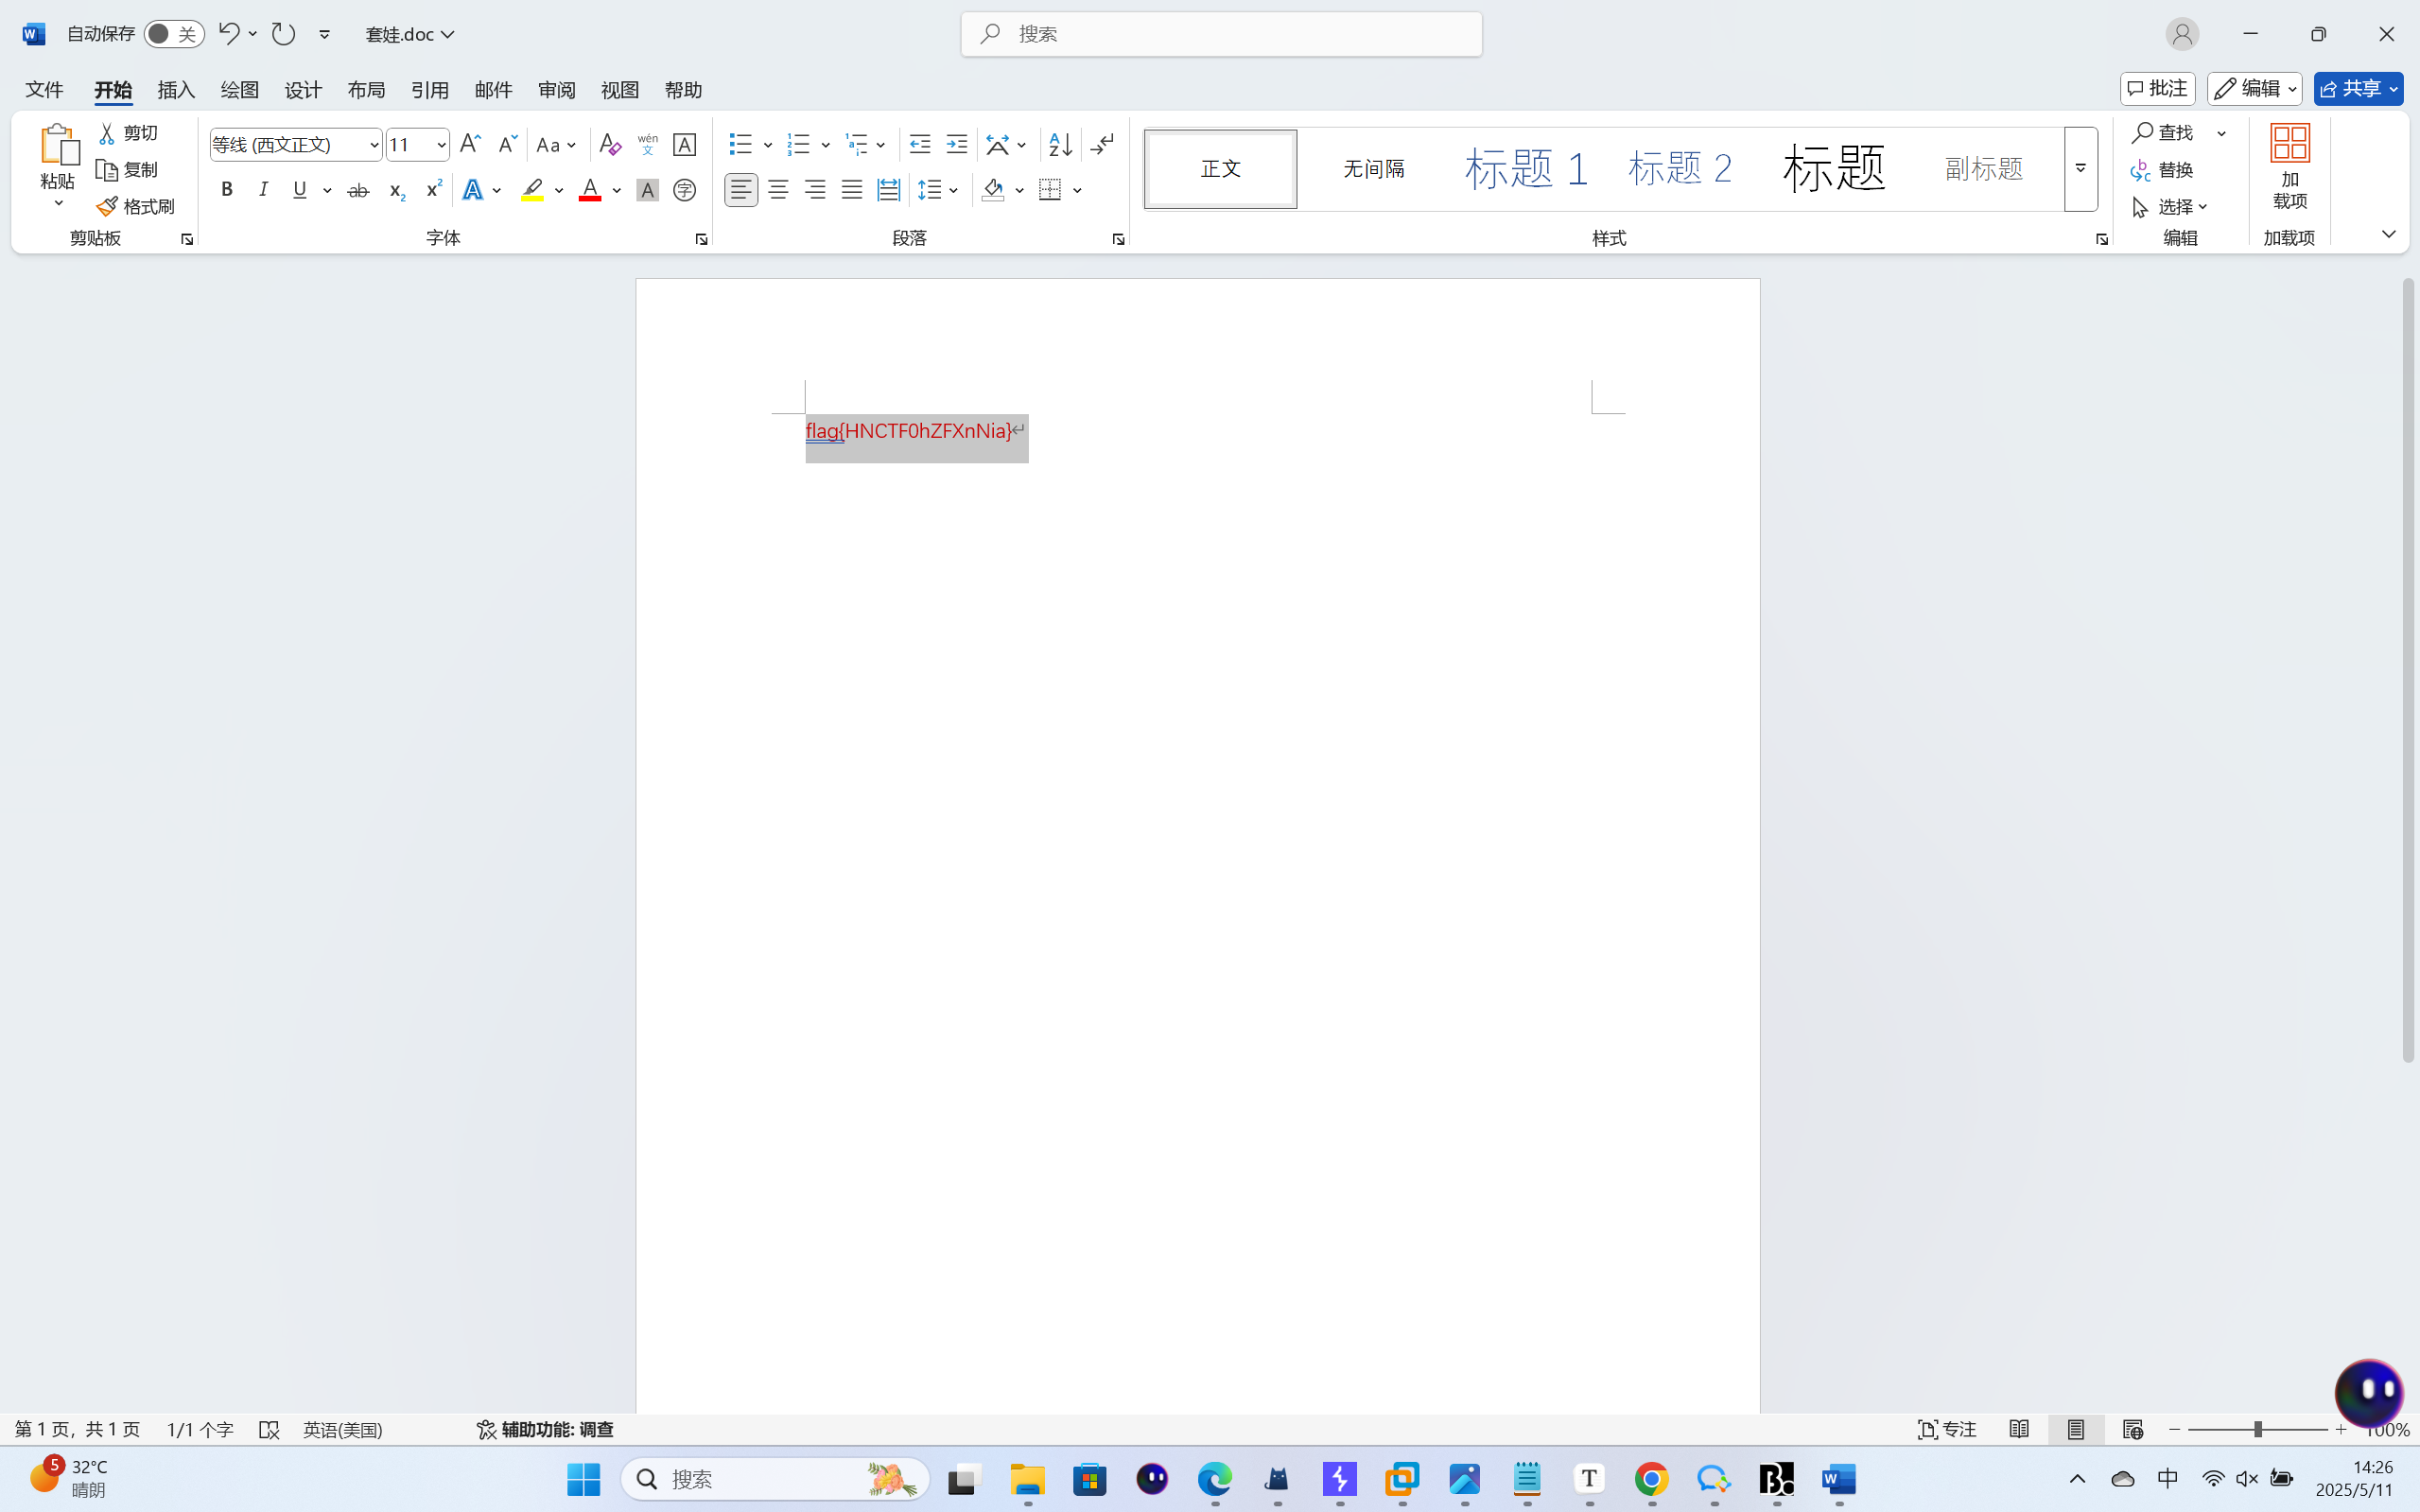 自动保存 关 套娃.doc 搜索
文件 开始 插入 绘图 设计 布局 引用 邮件 审阅 视图 帮助 批注 编辑 共享
粘贴 剪切 复制 格式刷
剪贴板
等线 (西文正文) 11 Aa wén 文 A
B I U ab x₂ x² A A A 字
字体
段落
正文 无间隔 标题 1 标题 2 标题 副标题
样式
查找
替换
选择
编辑
加
载项
加载项
flag{HNCTF0hZFXnNia}
第 1 页，共 1 页 1/1 个字 英语(美国) 辅助功能: 调查 专注 100%
5 32°C
晴朗
搜索
中
14:26
2025/5/11